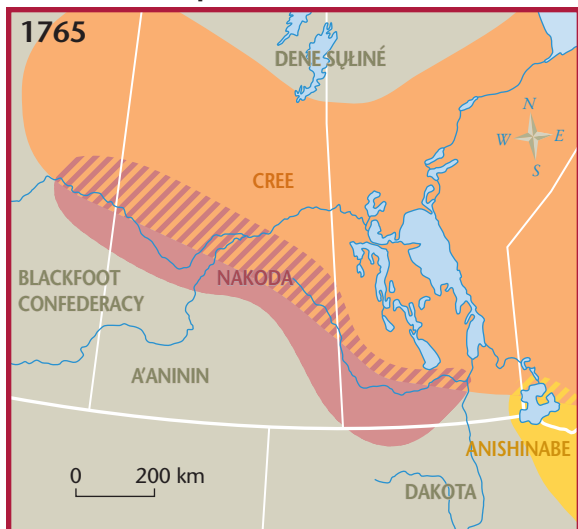 1765
DENE SŲŁINÉ
N
W
E
S
CREE
BLACKFOOT
CONFEDERACY
NAKODA
A'ANININ
ANISHINABE
0 200 km
DAKOTA